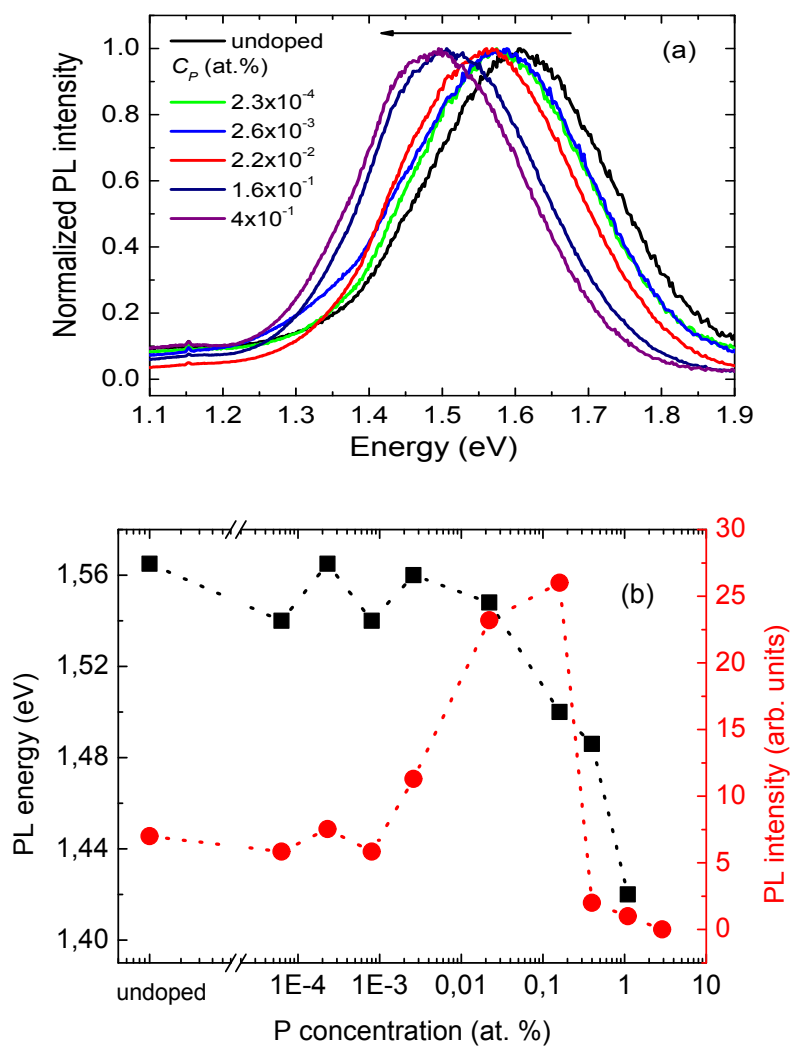 undoped
(a)
C_P (at.%)
2.3x10⁻⁴
2.6x10⁻³
2.2x10⁻²
1.6x10⁻¹
4x10⁻¹
Normalized PL intensity
1.0
0.8
0.6
0.4
0.2
0.0
1.1 1.2 1.3 1.4 1.5 1.6 1.7 1.8 1.9
Energy (eV)
(b)
PL energy (eV)
1,56
1,52
1,48
1,44
1,40
30
25
20
15
10
5
0
PL intensity (arb. units)
undoped 1E-4 1E-3 0,01 0,1 1 10
P concentration (at. %)